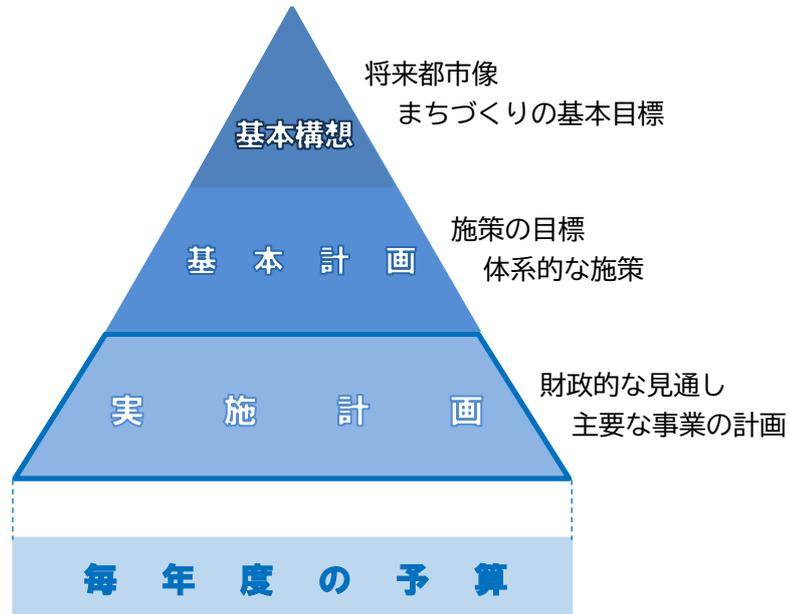 将来都市像
まちづくりの基本目標
基本構想
施策の目標
体系的な施策
基本計画
財政的な見通し
主要な事業の計画
実施計画
毎年度の予算